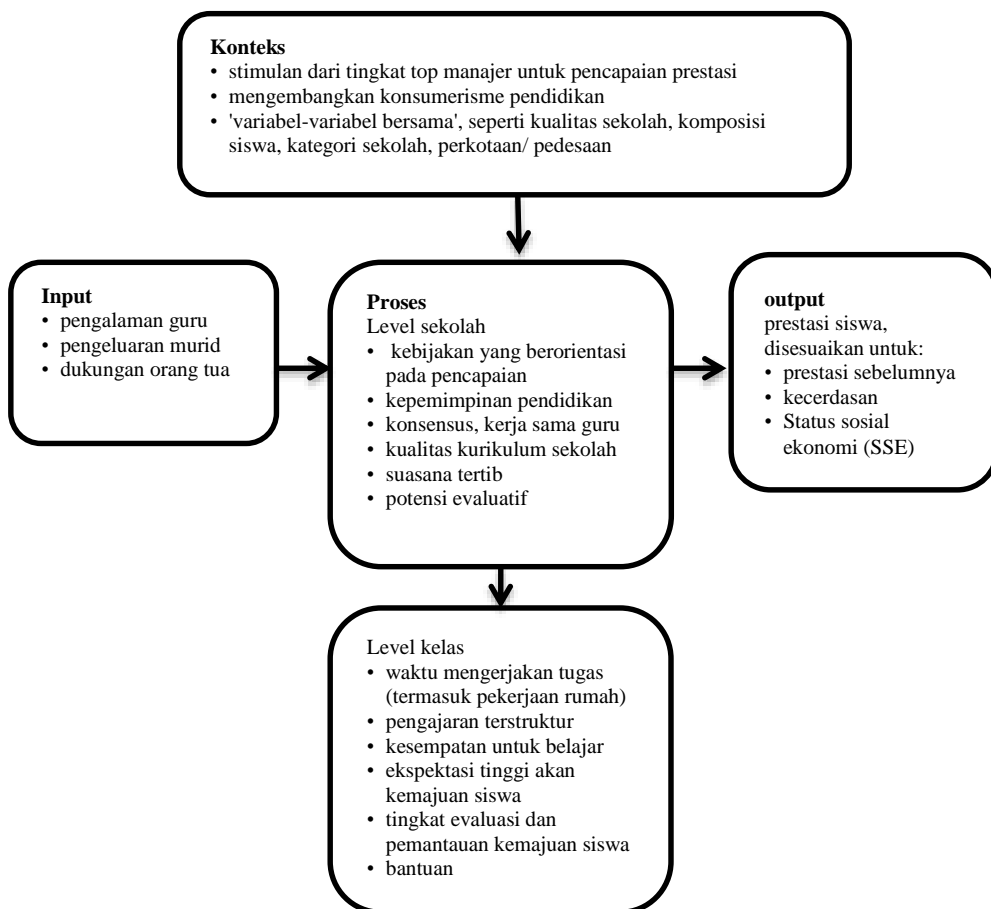 Konteks
• stimulan dari tingkat top manajer untuk pencapaian prestasi
• mengembangkan konsumerisme pendidikan
• 'variabel-variabel bersama', seperti kualitas sekolah, komposisi
siswa, kategori sekolah, perkotaan/ pedesaan
Input
• pengalaman guru
• pengeluaran murid
• dukungan orang tua
Proses
Level sekolah
• kebijakan yang berorientasi
pada pencapaian
• kepemimpinan pendidikan
• konsensus, kerja sama guru
• kualitas kurikulum sekolah
• suasana tertib
• potensi evaluatif
output
prestasi siswa,
disesuaikan untuk:
• prestasi sebelumnya
• kecerdasan
• Status sosial
ekonomi (SSE)
Level kelas
• waktu mengerjakan tugas
(termasuk pekerjaan rumah)
• pengajaran terstruktur
• kesempatan untuk belajar
• ekspektasi tinggi akan
kemajuan siswa
• tingkat evaluasi dan
pemantauan kemajuan siswa
• bantuan